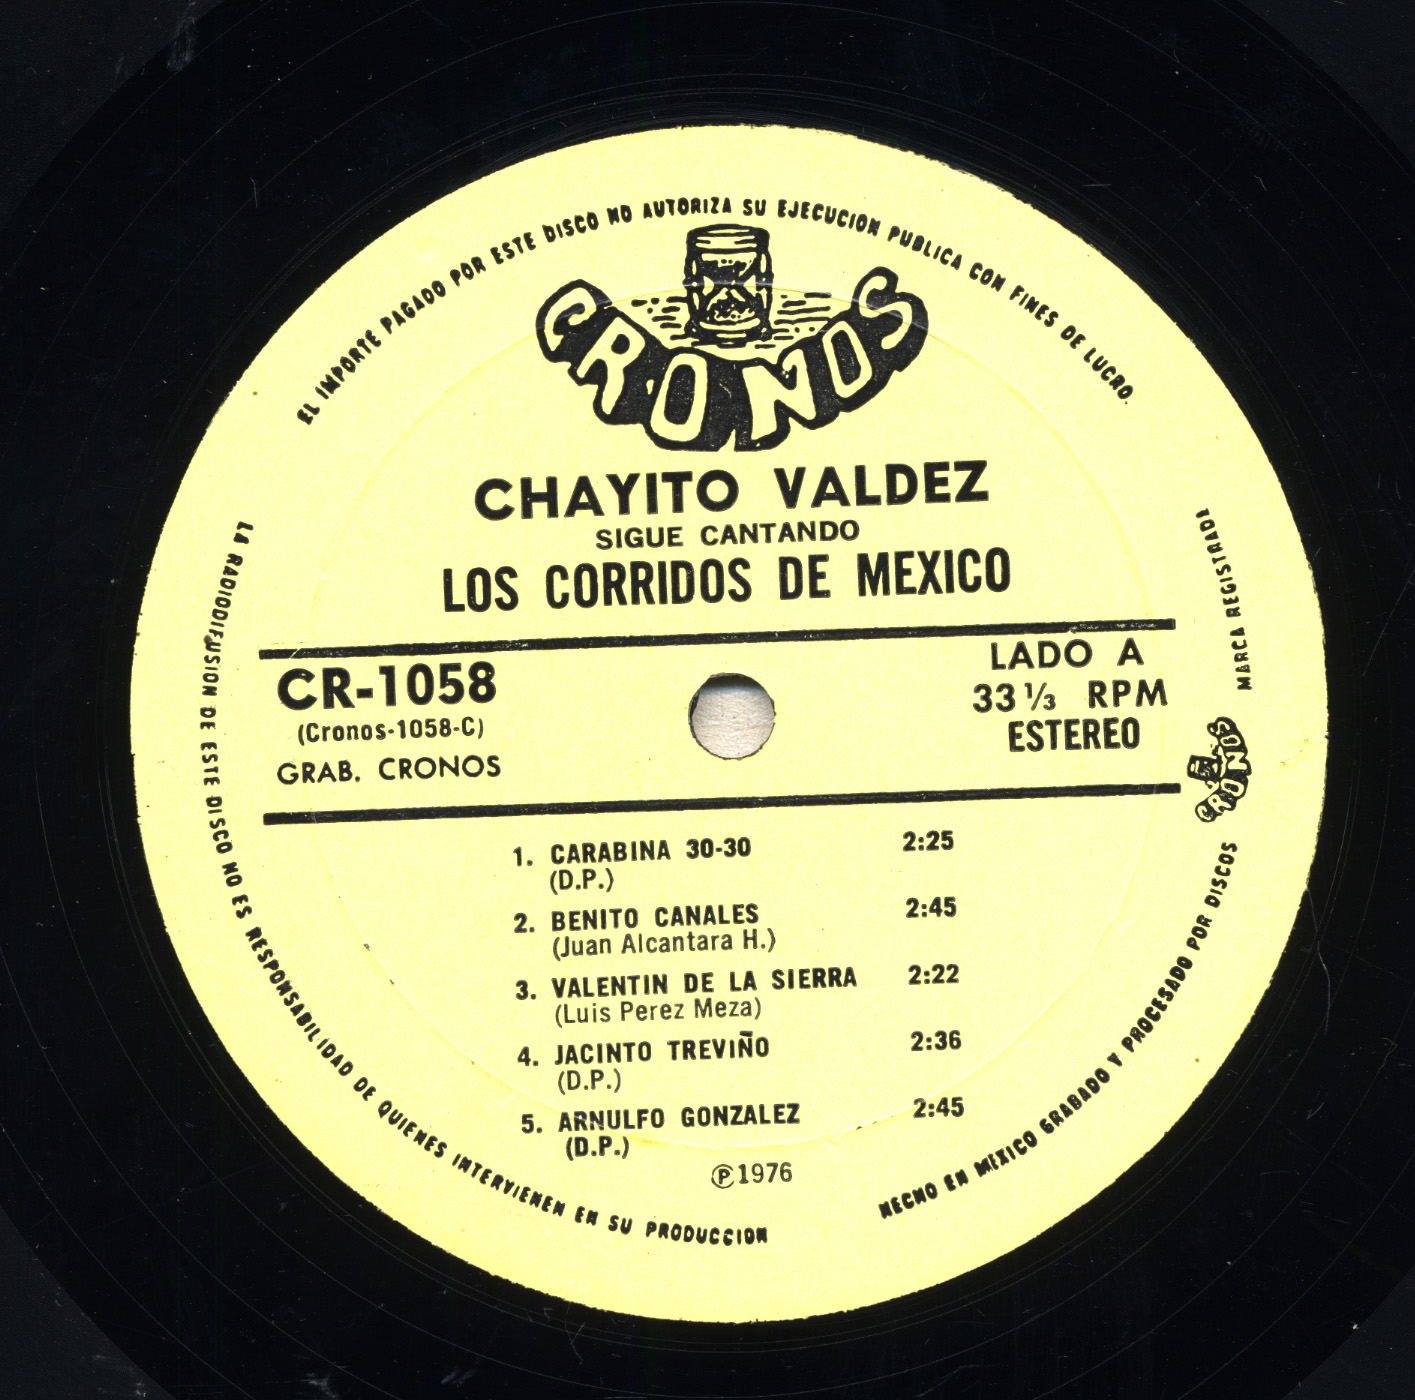 EL IMPORTE PAGADO POR ESTE DISCO NO AUTORIZA SU EJECUCION PUBLICA CON FINES DE LUCRO.
CRONOS
CHAYITO VALDEZ
SIGUE CANTANDO
LOS CORRIDOS DE MEXICO
CR-1058
(Cronos-1058-C)
GRAB. CRONOS
LADO A
33 1/3 RPM
ESTEREO
1. CARABINA 30-30 2:25
(D.P.)
2. BENITO CANALES 2:45
(Juan Alcantara H.)
3. VALENTIN DE LA SIERRA 2:22
(Luis Perez Meza)
4. JACINTO TREVIÑO 2:36
(D.P.)
5. ARNULFO GONZALEZ 2:45
(D.P.)
℗1976
LA RADIODIFUSION DE ESTE DISCO NO ES RESPONSABILIDAD DE QUIENES INTERVIENEN EN SU PRODUCCION
HECHO EN MEXICO GRABADO Y PROCESADO POR DISCOS
CRONOS
MARCA REGISTRADA